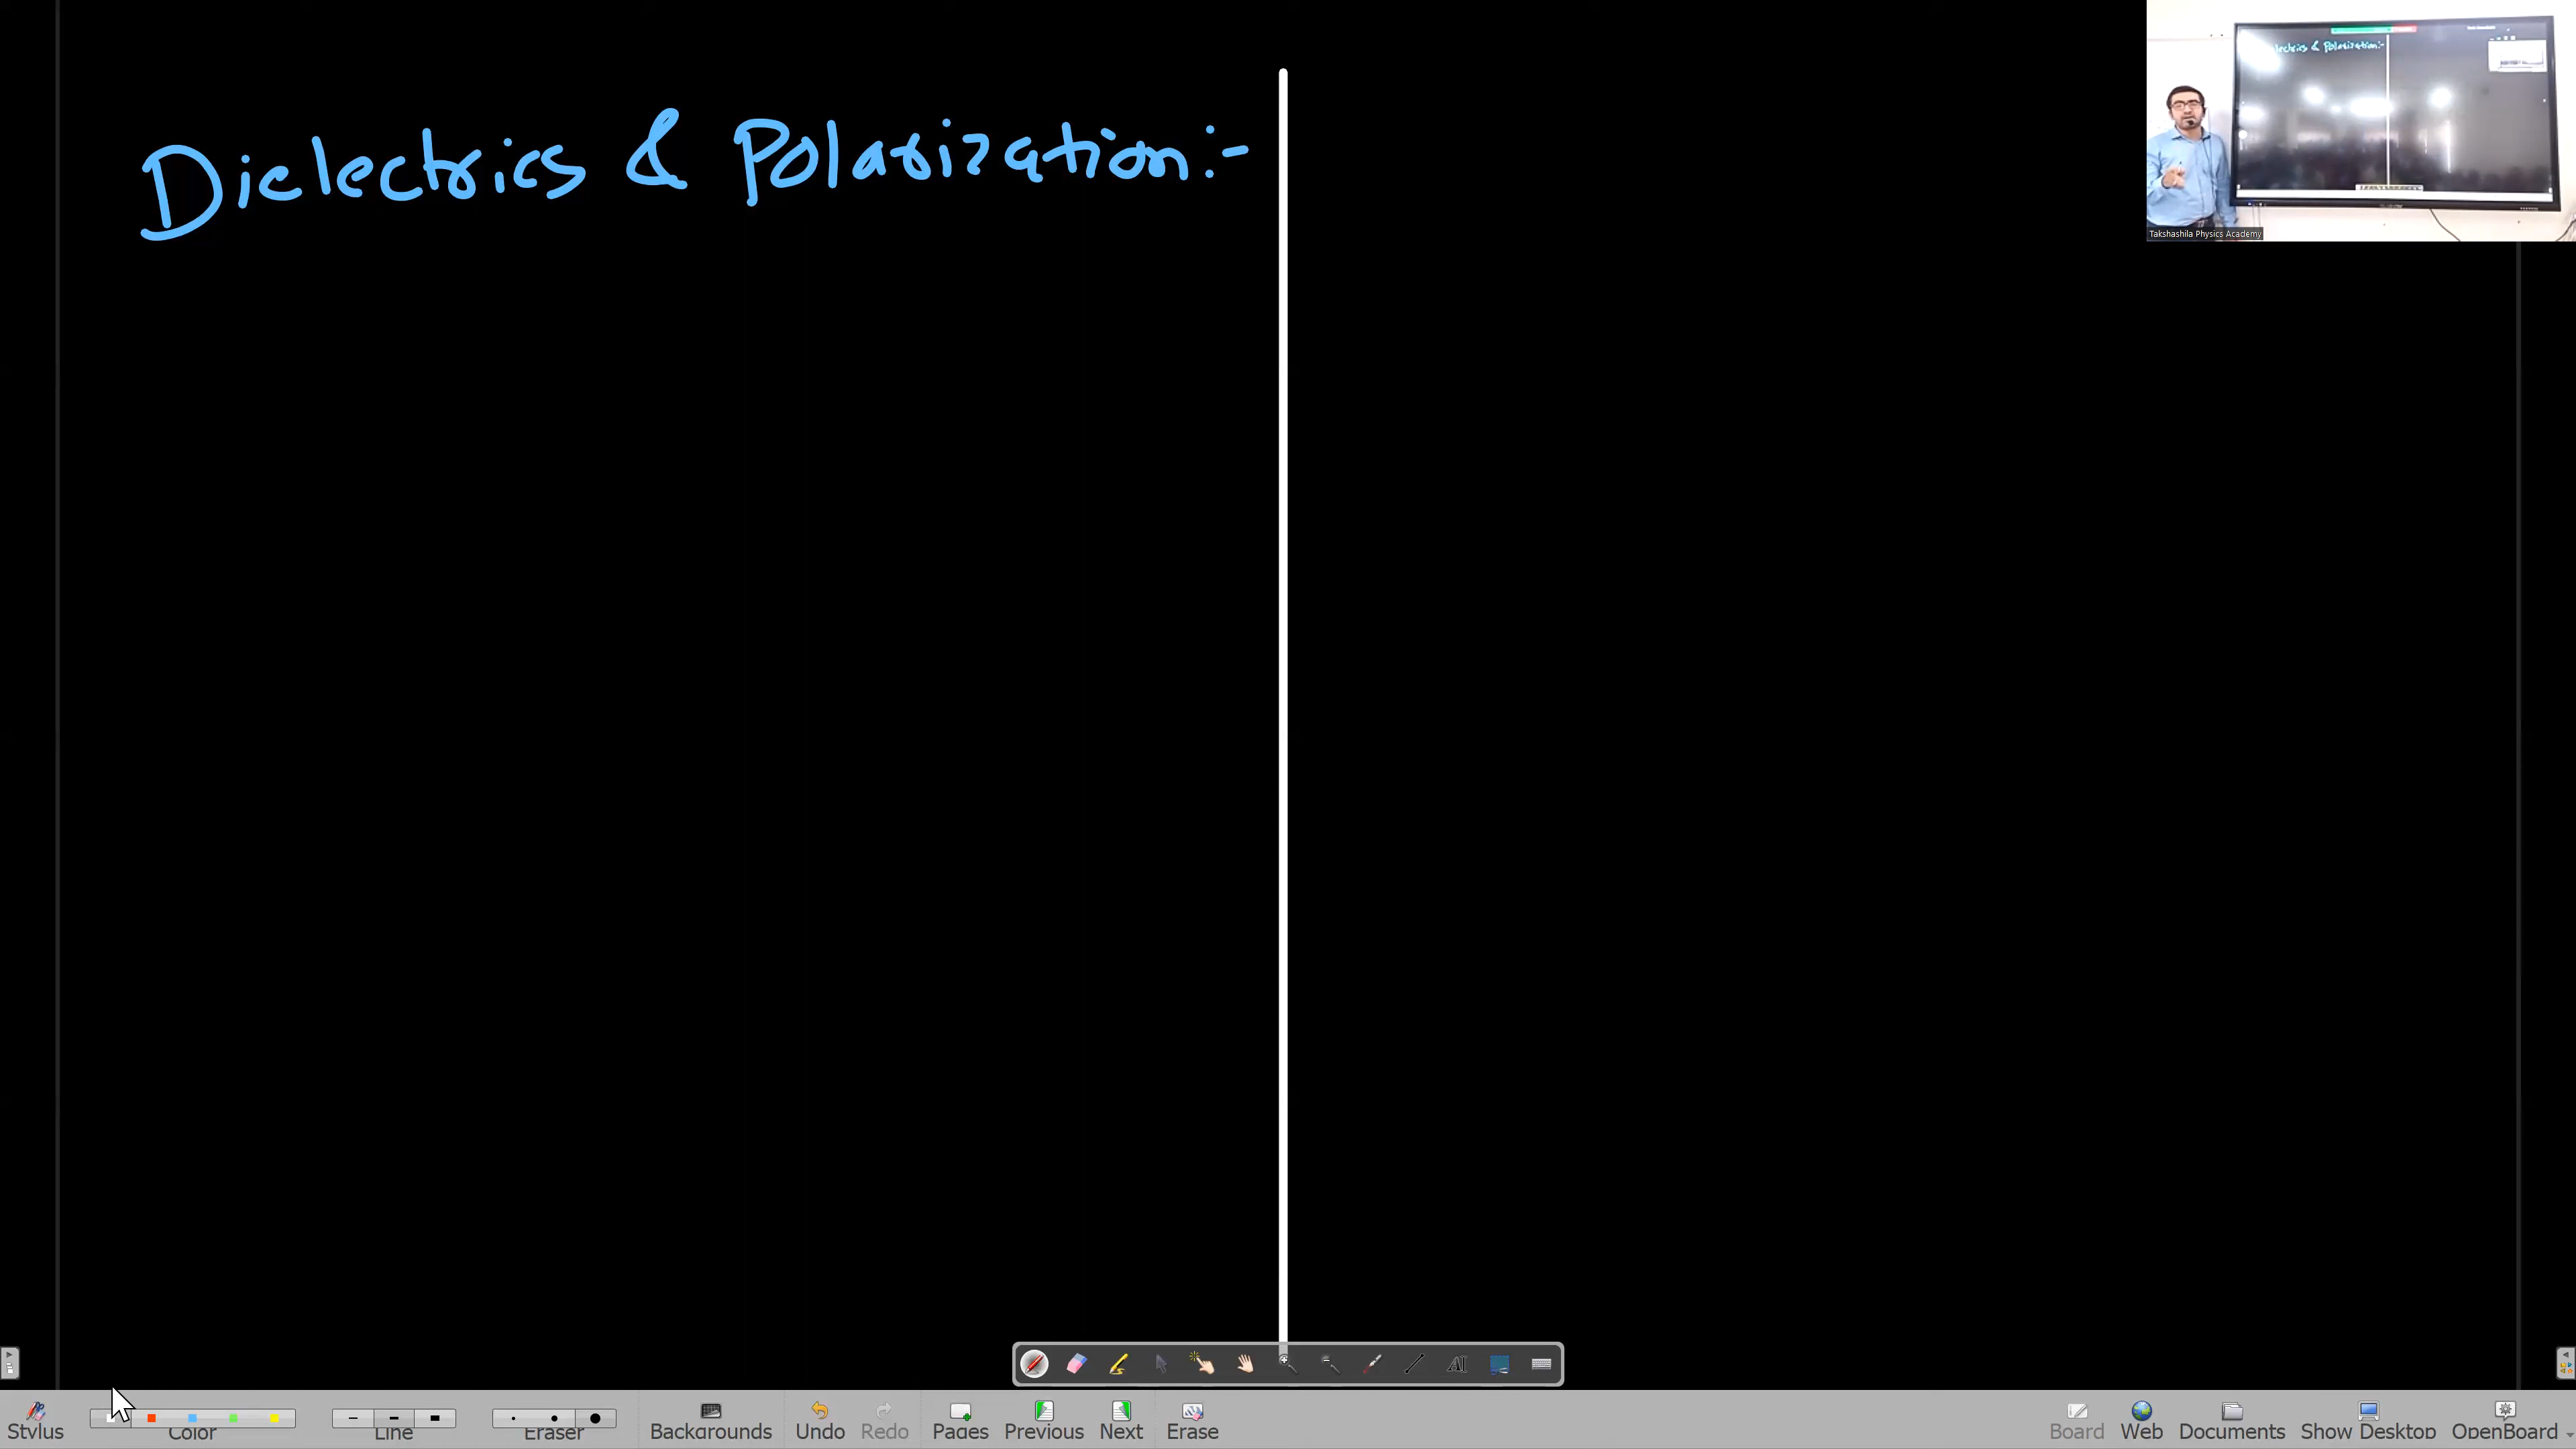 Dielectrics & Polarization:-
Takshashila Physics Academy
Stylus
Color
Line
Eraser
Backgrounds
Undo
Redo
Pages
Previous
Next
Erase
Board
Web
Documents
Show Desktop
OpenBoard